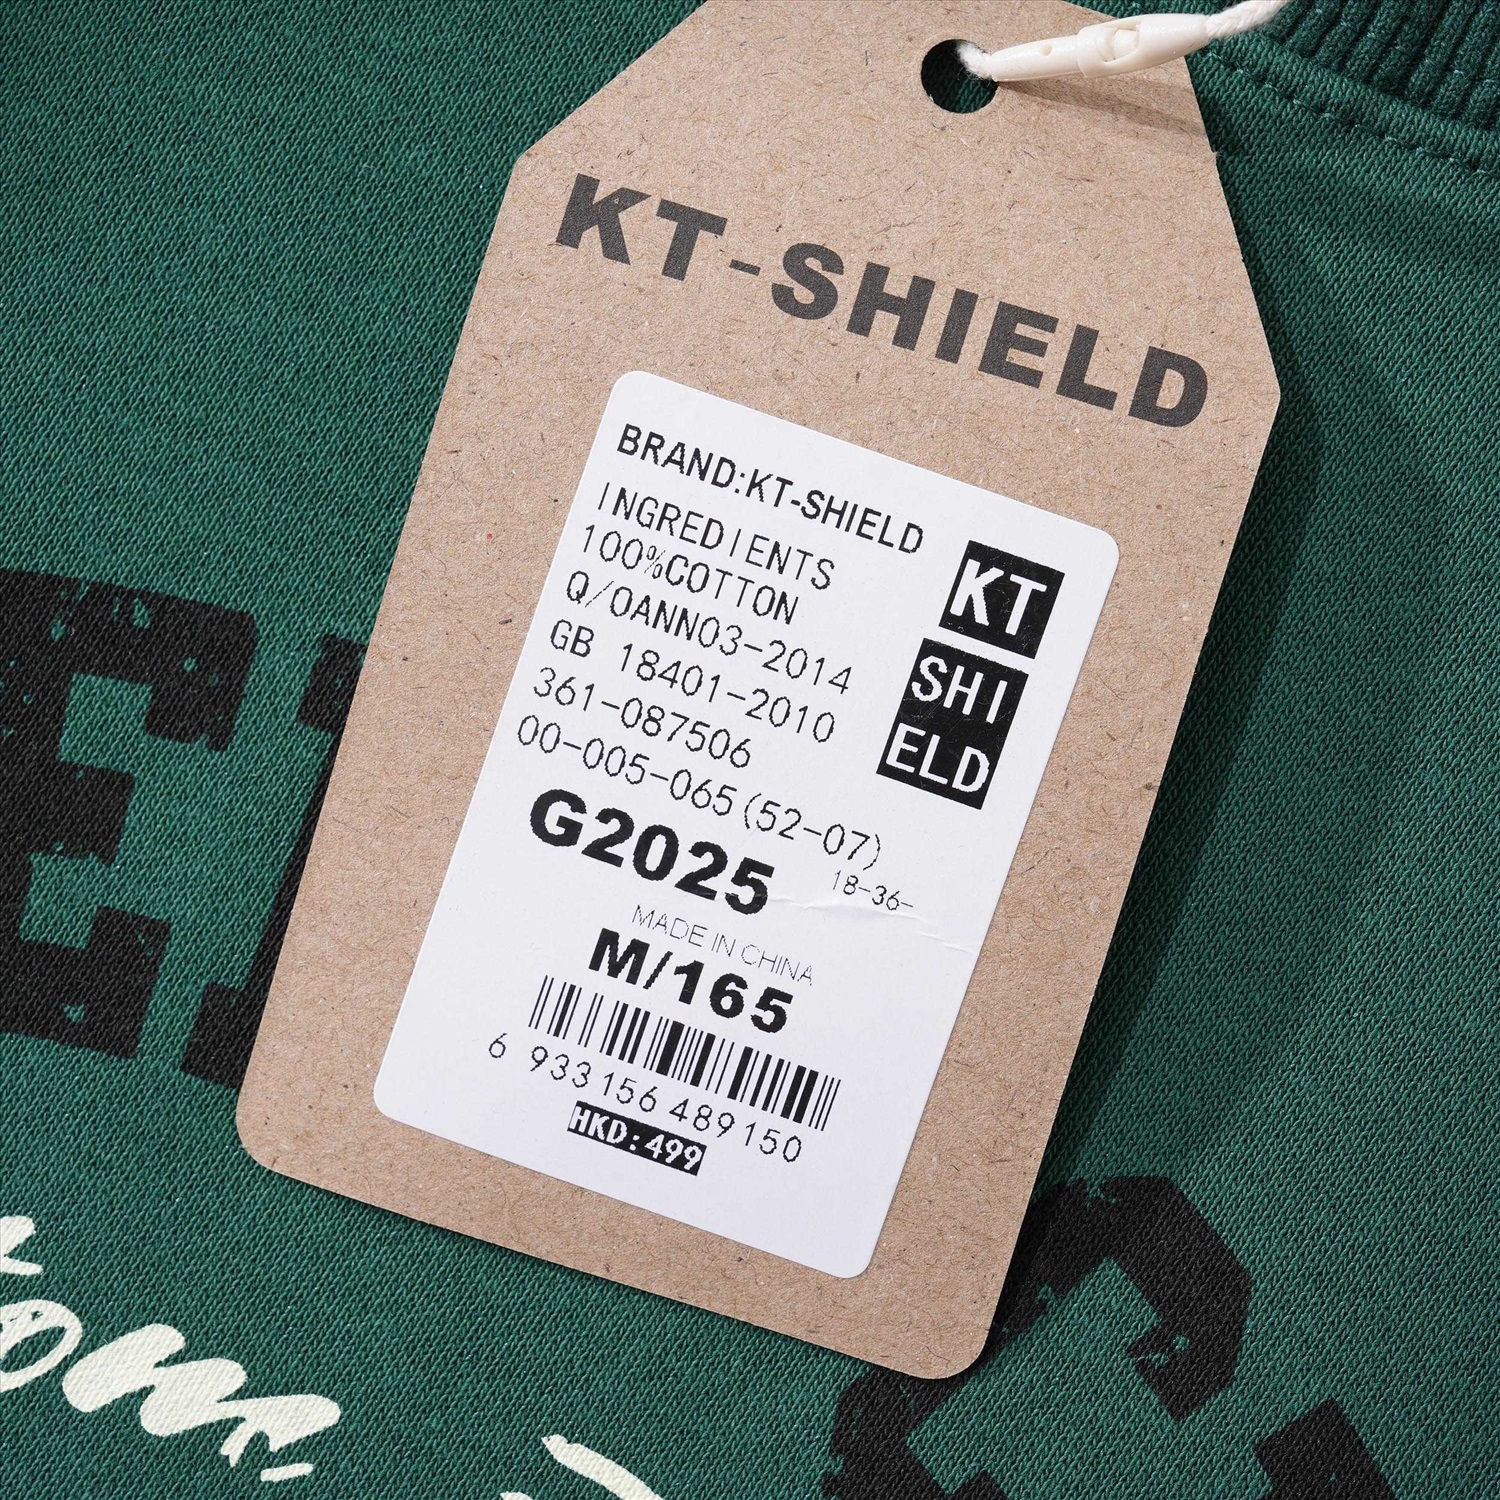 KT-SHIELD
BRAND:KT-SHIELD
INGREDIENTS
100%COTTON
Q/OANN03-2014
GB 18401-2010
361-087506
00-005-065(52-07)
KT
SHI
ELD
G2025
18-36-
MADE IN CHINA
M/165
6 933156 489150
HKD:499